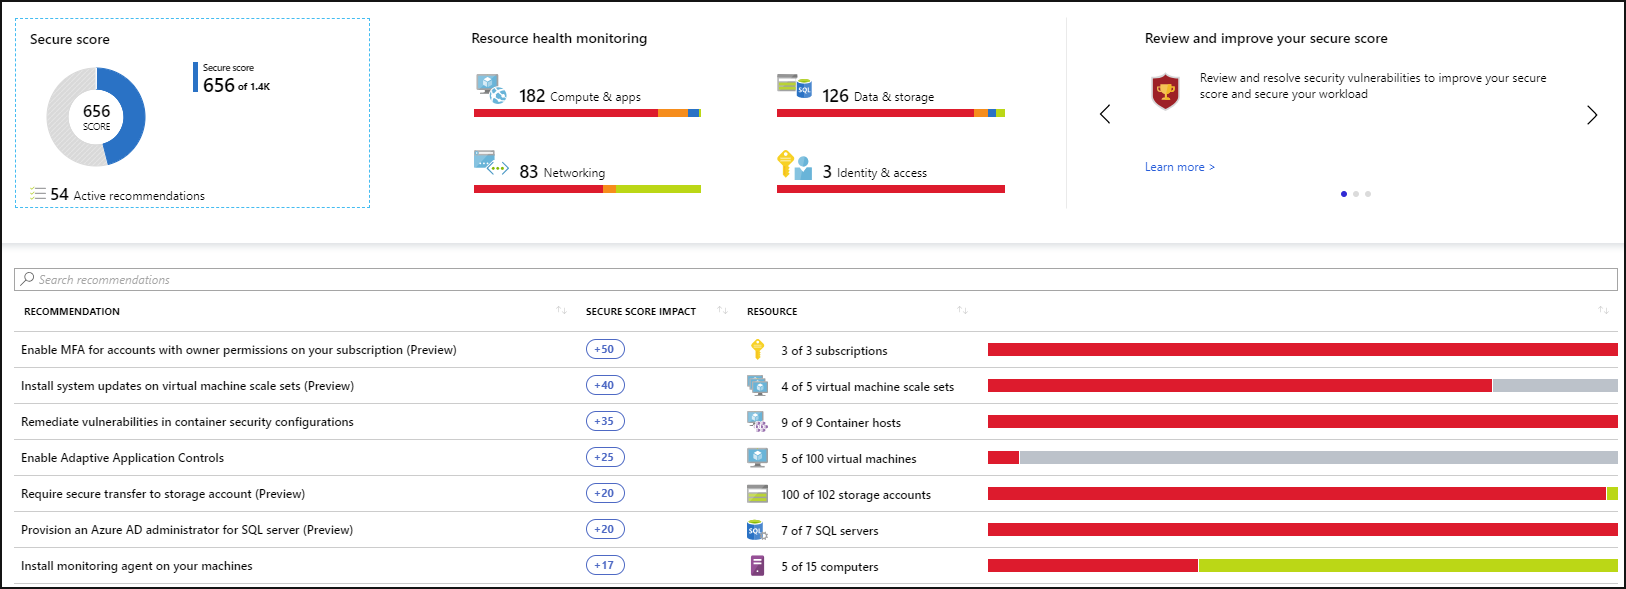 Secure score
656
SCORE
Secure score
656 of 1.4K
54 Active recommendations
Resource health monitoring
182 Compute & apps
SQL
126 Data & storage
83 Networking
3 Identity & access
Review and improve your secure score
Review and resolve security vulnerabilities to improve your secure
score and secure your workload
Learn more >
Search recommendations
RECOMMENDATION SECURE SCORE IMPACT RESOURCE
Enable MFA for accounts with owner permissions on your subscription (Preview) +50 3 of 3 subscriptions
Install system updates on virtual machine scale sets (Preview) +40 4 of 5 virtual machine scale sets
Remediate vulnerabilities in container security configurations +35 9 of 9 Container hosts
Enable Adaptive Application Controls +25 5 of 100 virtual machines
Require secure transfer to storage account (Preview) +20 100 of 102 storage accounts
Provision an Azure AD administrator for SQL server (Preview) +20 SQL 7 of 7 SQL servers
Install monitoring agent on your machines +17 5 of 15 computers